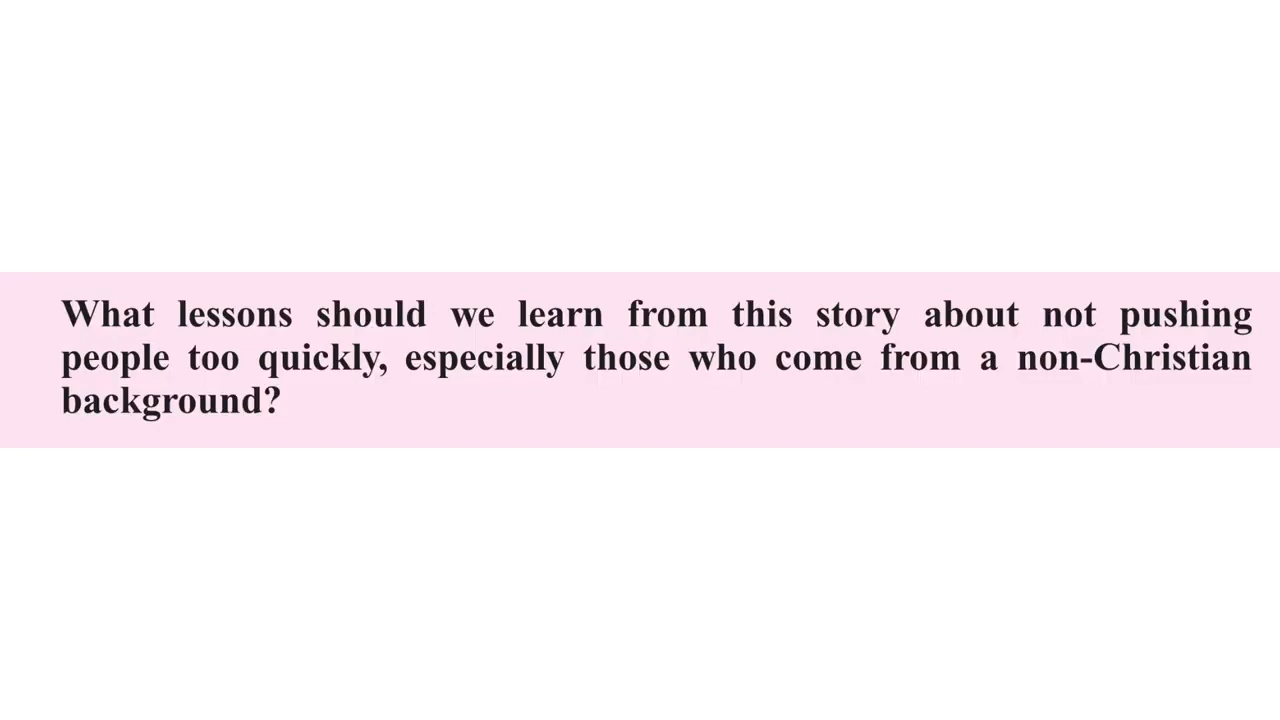 What lessons should we learn from this story about not pushing
people too quickly, especially those who come from a non-Christian
background?